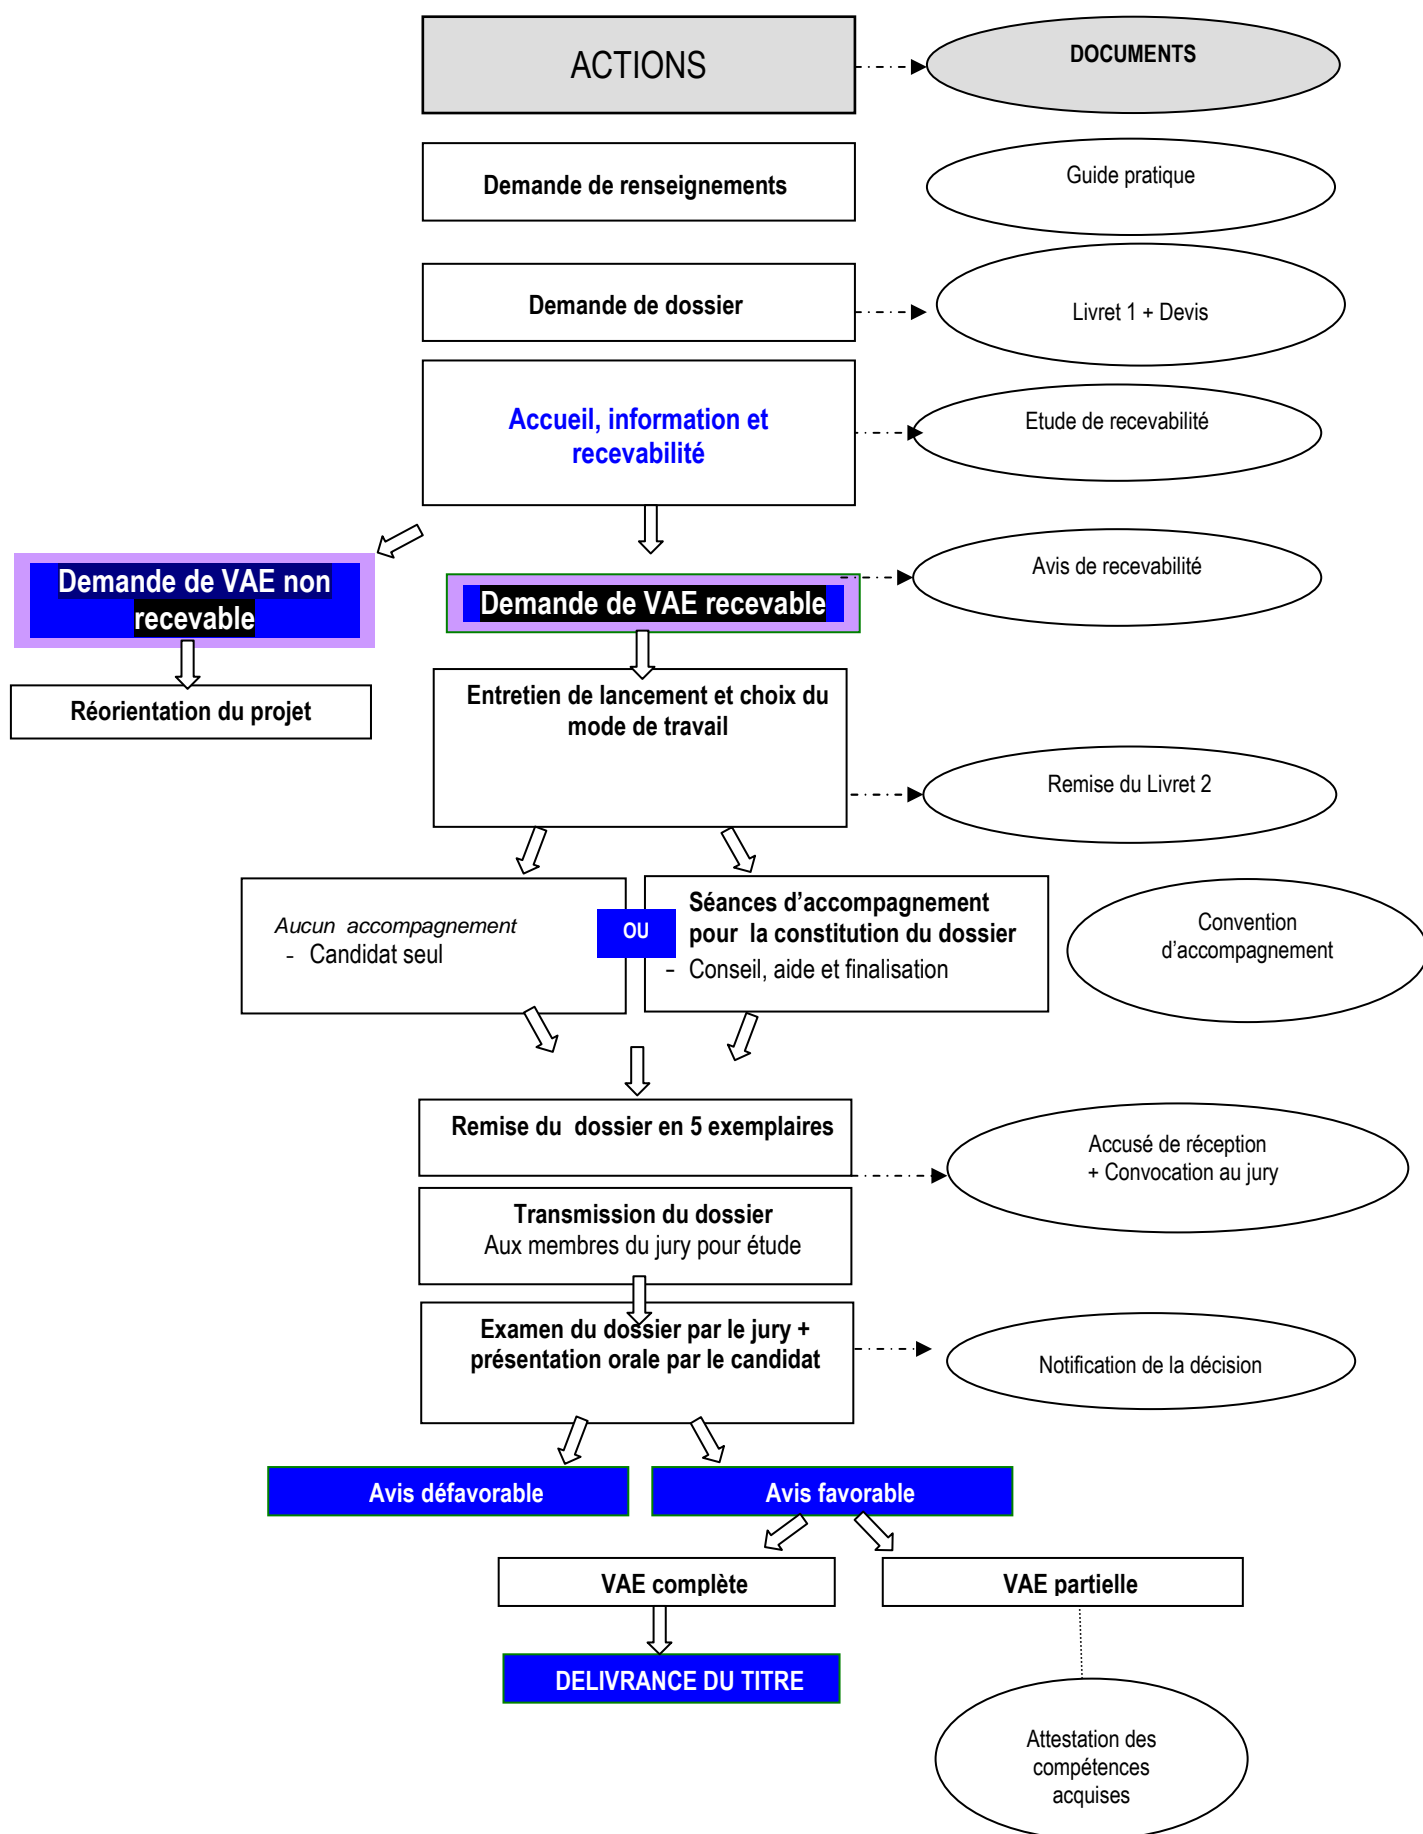 ACTIONS
DOCUMENTS
Demande de renseignements
Guide pratique
Demande de dossier
Livret 1 + Devis
Accueil, information et
recevabilité
Etude de recevabilité
Demande de VAE non
recevable
Demande de VAE recevable
Avis de recevabilité
Réorientation du projet
Entretien de lancement et choix du
mode de travail
Remise du Livret 2
Aucun accompagnement
- Candidat seul
OU
Séances d’accompagnement
pour la constitution du dossier
- Conseil, aide et finalisation
Convention
d’accompagnement
Remise du dossier en 5 exemplaires
Accusé de réception
+ Convocation au jury
Transmission du dossier
Aux membres du jury pour étude
Examen du dossier par le jury +
présentation orale par le candidat
Notification de la décision
Avis défavorable
Avis favorable
VAE complète
VAE partielle
DELIVRANCE DU TITRE
Attestation des
compétences
acquises